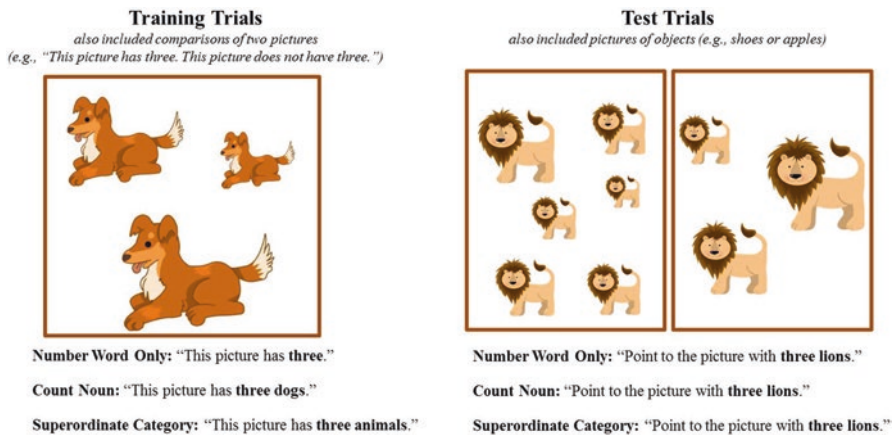 Training Trials
also included comparisons of two pictures
(e.g., “This picture has three. This picture does not have three.”)
Number Word Only: “This picture has three.”
Count Noun: “This picture has three dogs.”
Superordinate Category: “This picture has three animals.”
Test Trials
also included pictures of objects (e.g., shoes or apples)
Number Word Only: “Point to the picture with three lions.”
Count Noun: “Point to the picture with three lions.”
Superordinate Category: “Point to the picture with three lions.”